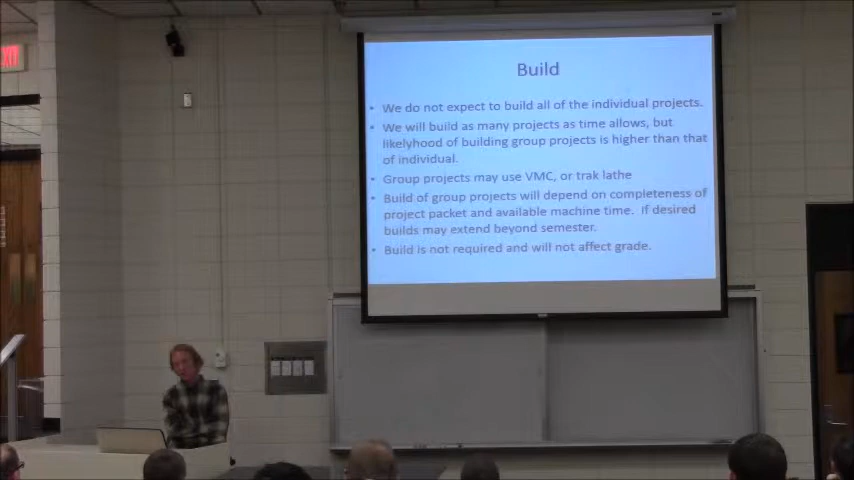 EXIT
Build
• We do not expect to build all of the individual projects.
• We will build as many projects as time allows, but
likelyhood of building group projects is higher than that
of individual.
• Group projects may use VMC, or trak lathe
• Build of group projects will depend on completeness of
project packet and available machine time. If desired
builds may extend beyond semester.
• Build is not required and will not affect grade.